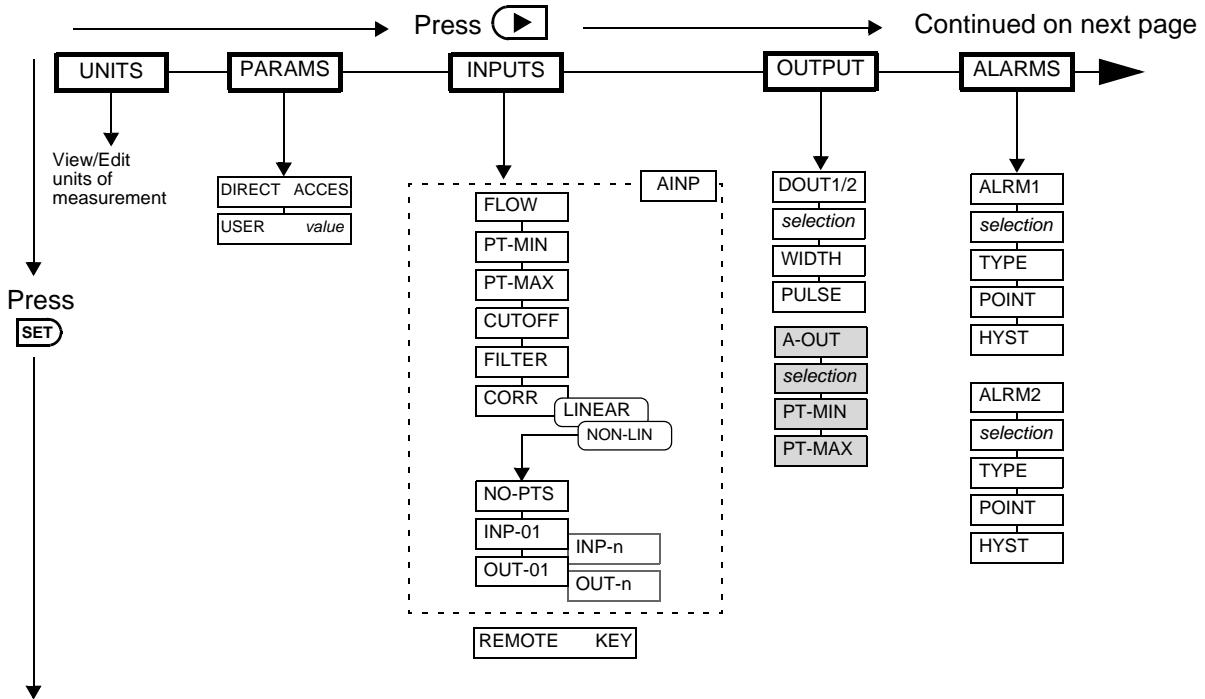 Press
Continued on next page
UNITS
PARAMS
INPUTS
OUTPUT
ALARMS
View/Edit
units of
measurement
DIRECT ACCES
USER value
AINP
FLOW
PT-MIN
PT-MAX
CUTOFF
FILTER
CORR
LINEAR
NON-LIN
NO-PTS
INP-01
INP-n
OUT-01
OUT-n
REMOTE KEY
DOUT1/2
selection
WIDTH
PULSE
A-OUT
selection
PT-MIN
PT-MAX
ALRM1
selection
TYPE
POINT
HYST
ALRM2
selection
TYPE
POINT
HYST
Press
SET